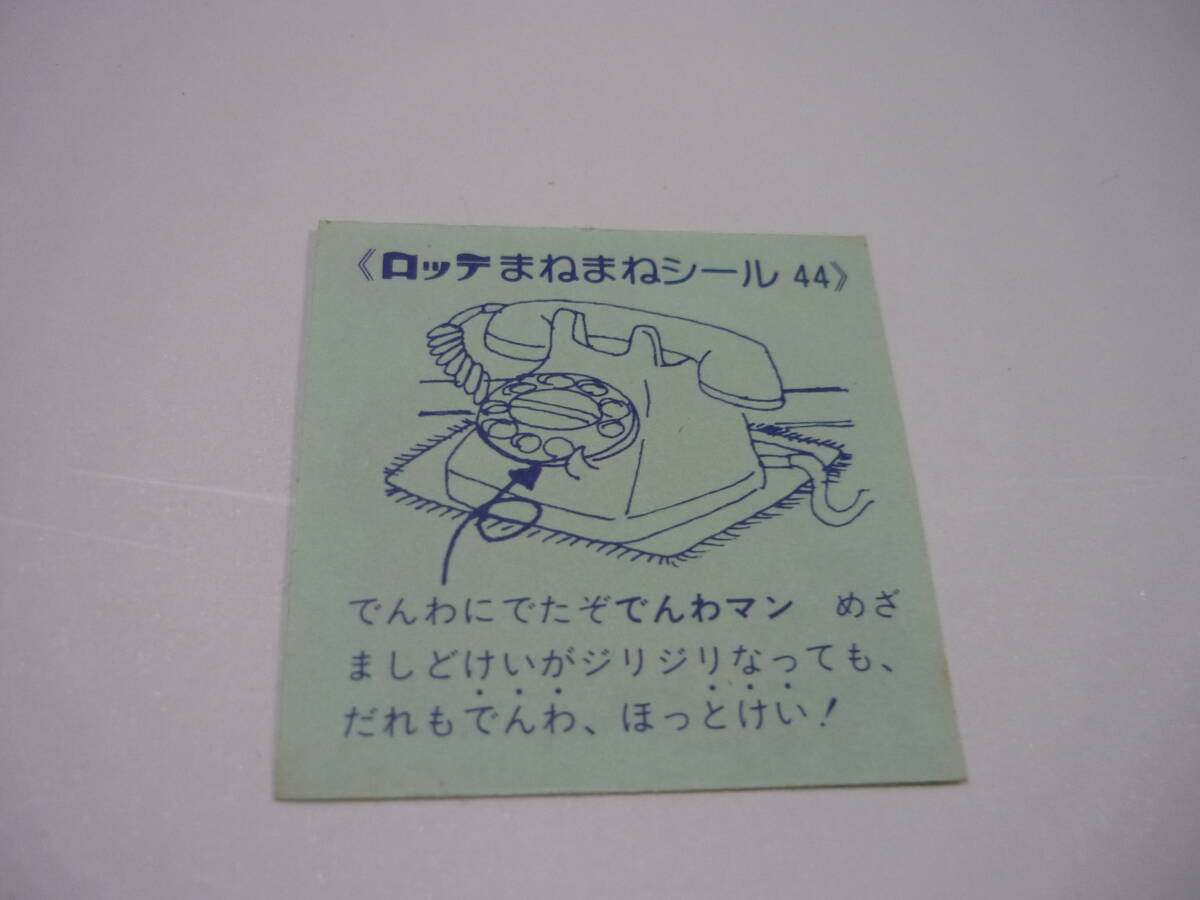 《ロッテまねまねシール 44》
でんわにでたぞでんわマン　めざ
ましどけいがジリジリなっても、
だれもでんわ、ほっとけい！